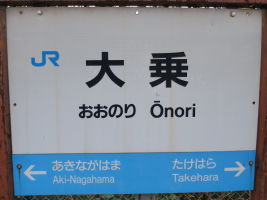 JR 大乗
おおのり Ōnori
← あきながはま たけはら →
Aki-Nagahama Takehara